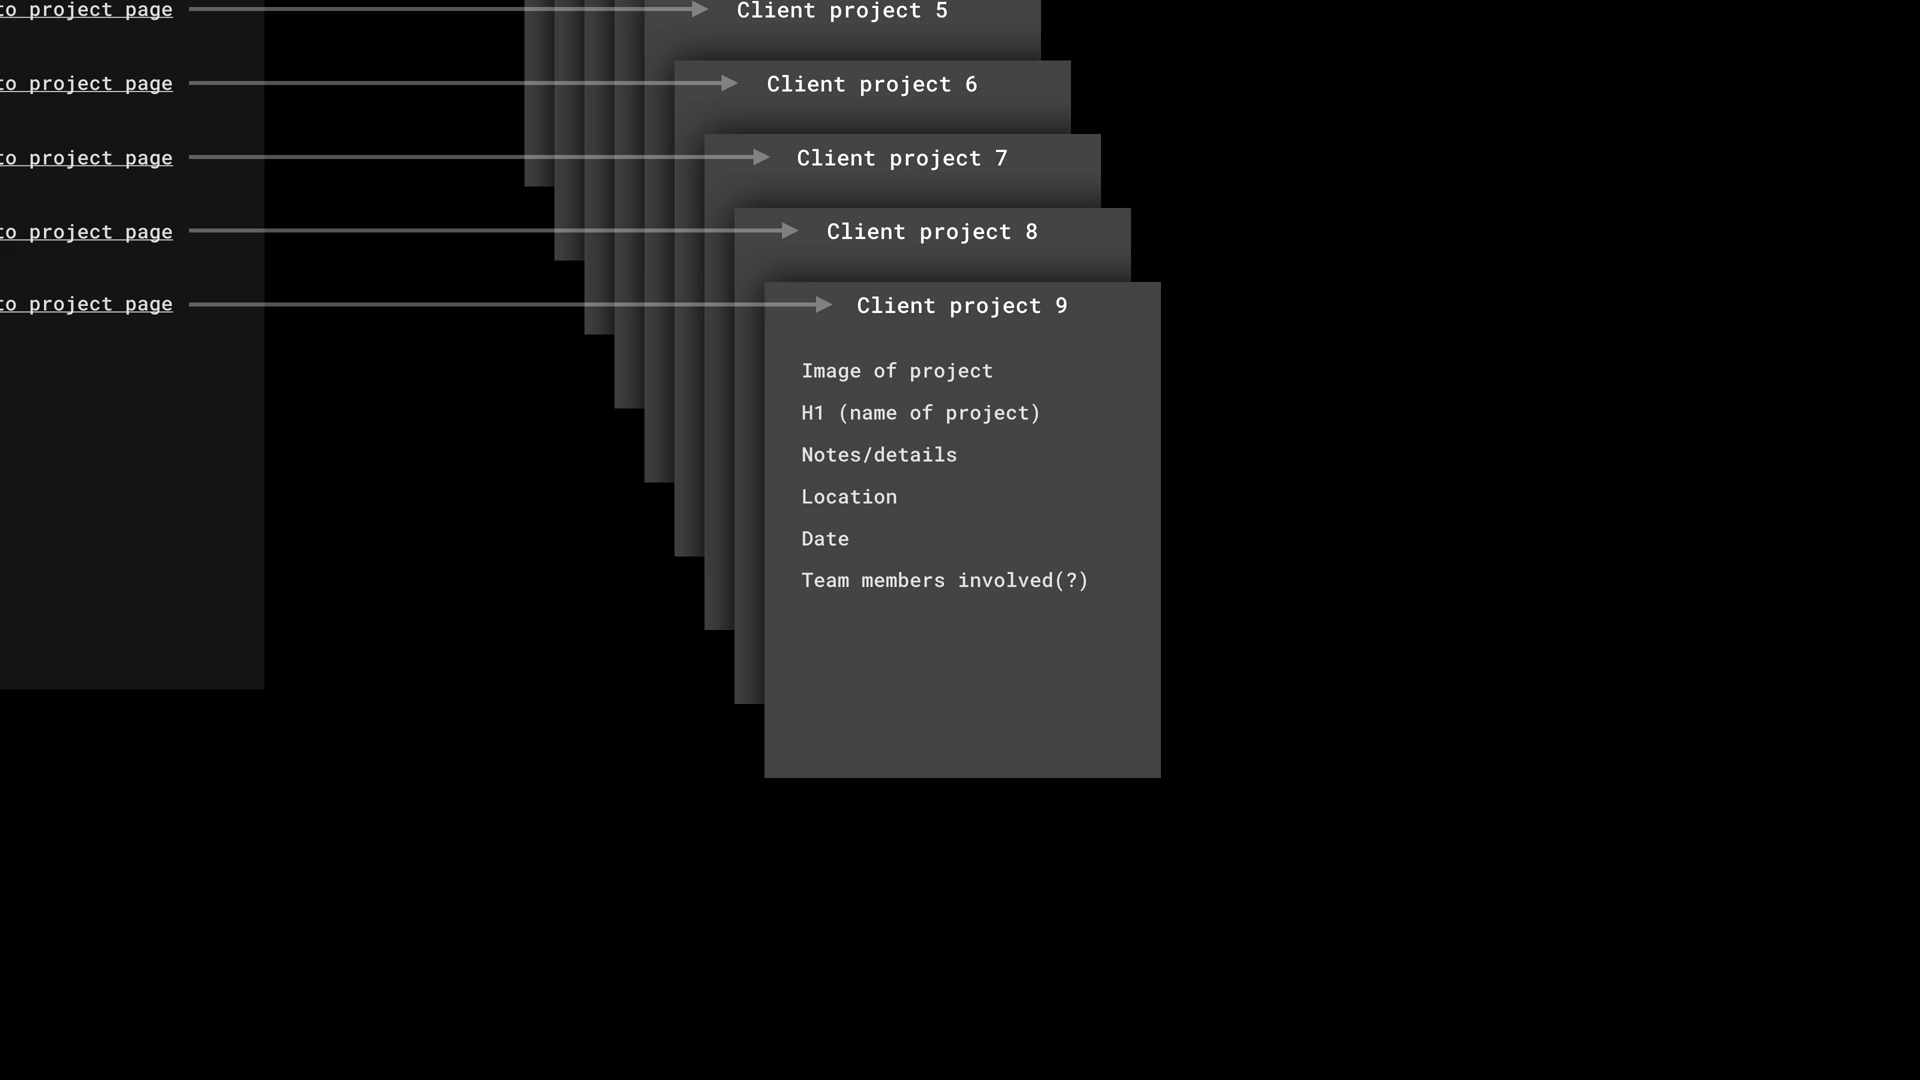 to project page
Client project 5
to project page
Client project 6
to project page
Client project 7
to project page
Client project 8
to project page
Client project 9
Image of project
H1 (name of project)
Notes/details
Location
Date
Team members involved(?)